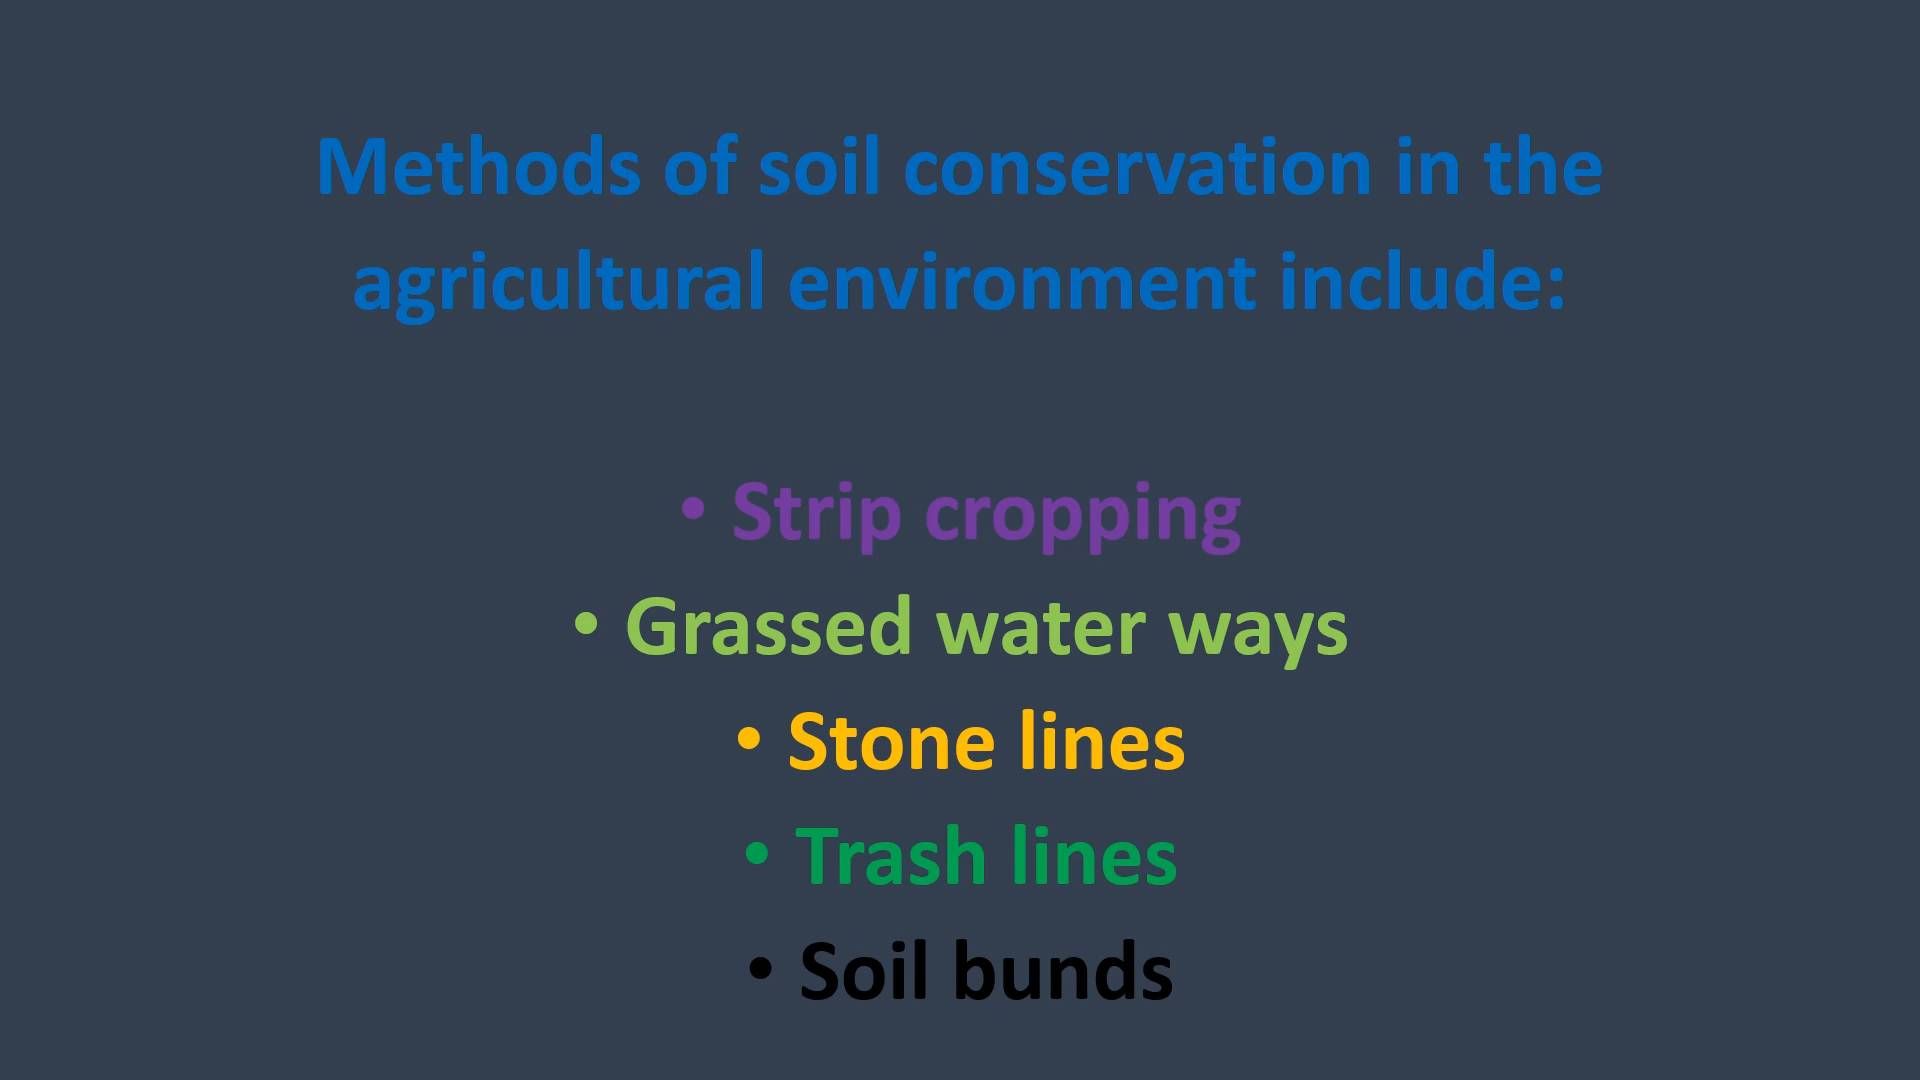 Methods of soil conservation in the
agricultural environment include:
• Strip cropping
• Grassed water ways
• Stone lines
• Trash lines
• Soil bunds